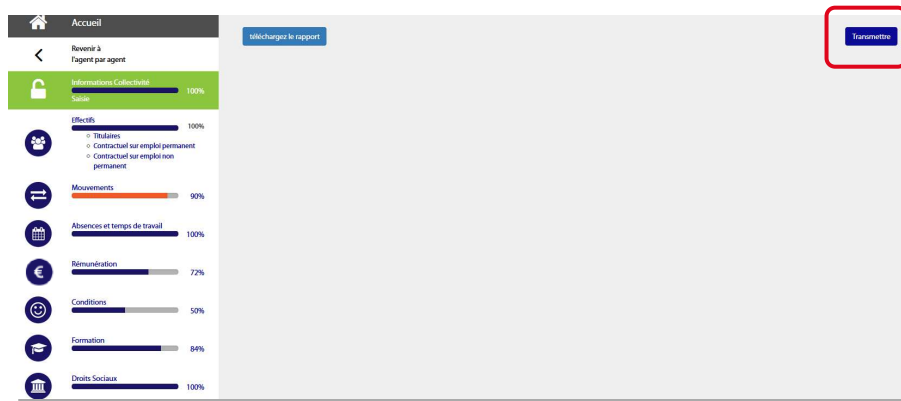 Accueil
téléchargez le rapport
Transmettre
Revenir à
l'agent par agent
Informations Collectivité
100%
Saisie
Effectifs
100%
Titulaires
Contractuel sur emploi permanent
Contractuel sur emploi non
permanent
Mouvements
90%
Absences et temps de travail
100%
Rémunération
72%
Conditions
50%
Formation
84%
Droits Sociaux
100%